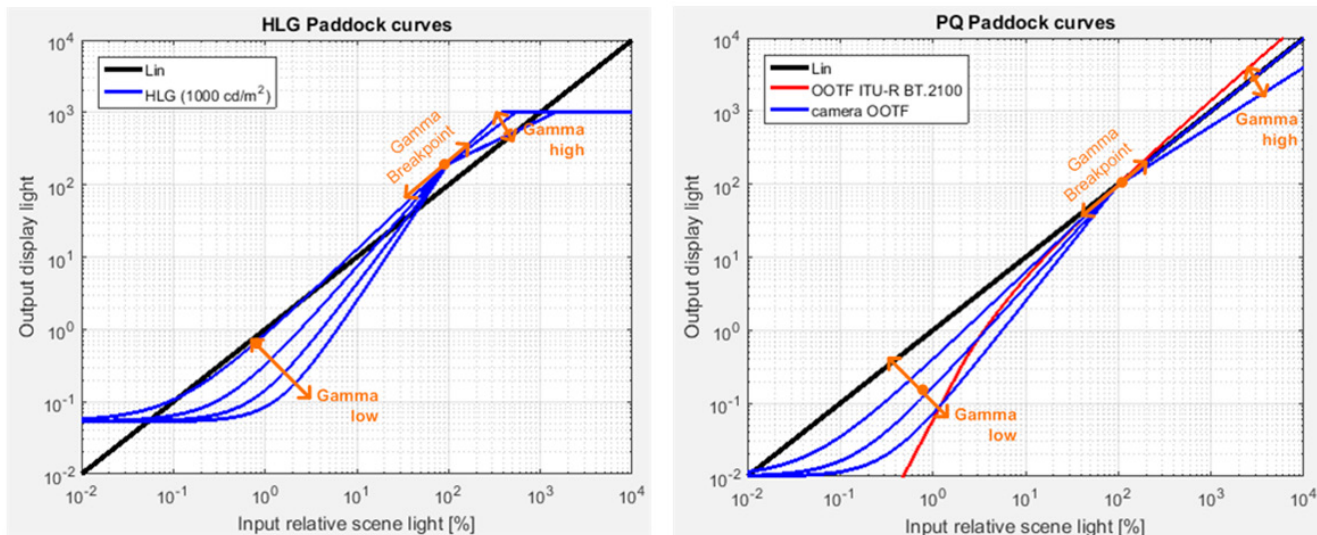 HLG Paddock curves
10^4
10^3
10^2
10^1
10^0
10^-1
10^-2
Output display light
Lin
HLG (1000 cd/m^2)
Gamma
Breakpoint
Gamma
high
Gamma
low
10^-2
10^-1
10^0
10^1
10^2
10^3
10^4
Input relative scene light [%]
PQ Paddock curves
10^4
10^3
10^2
10^1
10^0
10^-1
10^-2
Output display light
Lin
OOTF ITU-R BT.2100
camera OOTF
Gamma
Breakpoint
Gamma
high
Gamma
low
10^-2
10^-1
10^0
10^1
10^2
10^3
10^4
Input relative scene light [%]